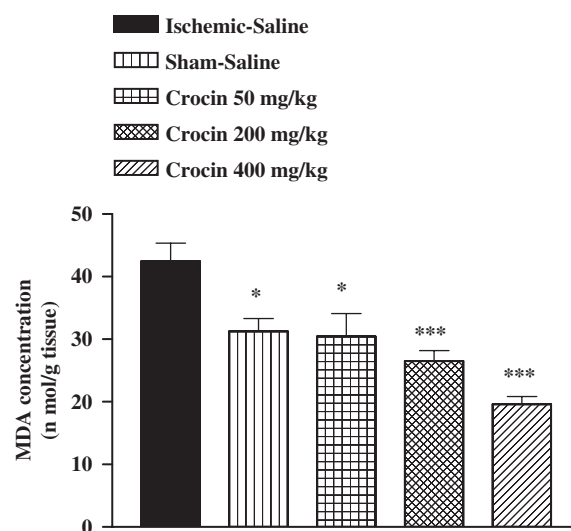 Ischemic-Saline
Sham-Saline
Crocin 50 mg/kg
Crocin 200 mg/kg
Crocin 400 mg/kg
MDA concentration
(n mol/g tissue)
50
40
30
20
10
0
*
*
***
***